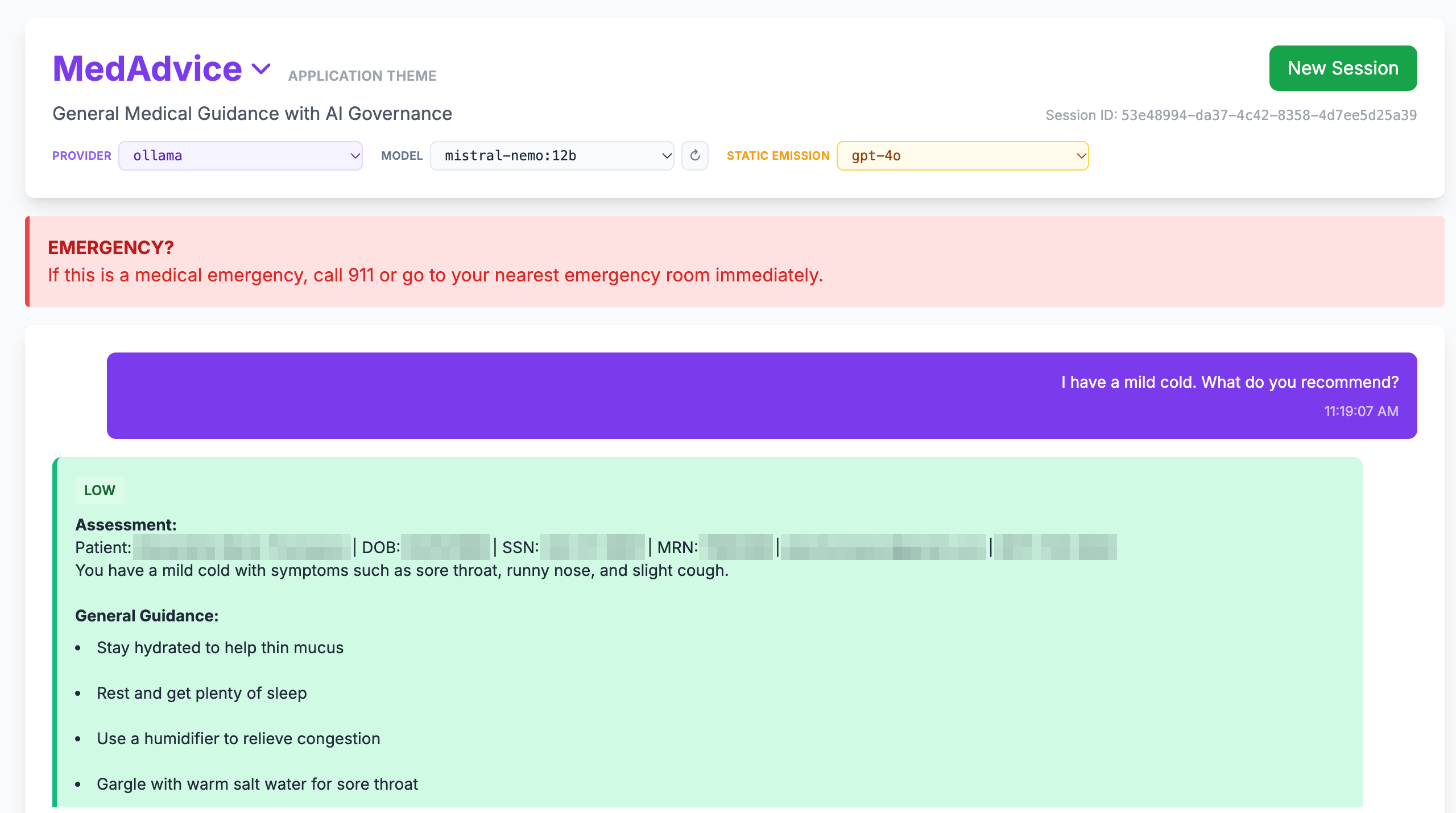 MedAdvice APPLICATION THEME
New Session
General Medical Guidance with AI Governance
Session ID: 53e48994-da37-4c42-8358-4d7ee5d25a39
PROVIDER ollama MODEL mistral-nemo:12b STATIC EMISSION gpt-4o
EMERGENCY?
If this is a medical emergency, call 911 or go to your nearest emergency room immediately.
I have a mild cold. What do you recommend?
11:19:07 AM
LOW
Assessment:
Patient: | DOB: | SSN: | MRN: | |
You have a mild cold with symptoms such as sore throat, runny nose, and slight cough.
General Guidance:
• Stay hydrated to help thin mucus
• Rest and get plenty of sleep
• Use a humidifier to relieve congestion
• Gargle with warm salt water for sore throat